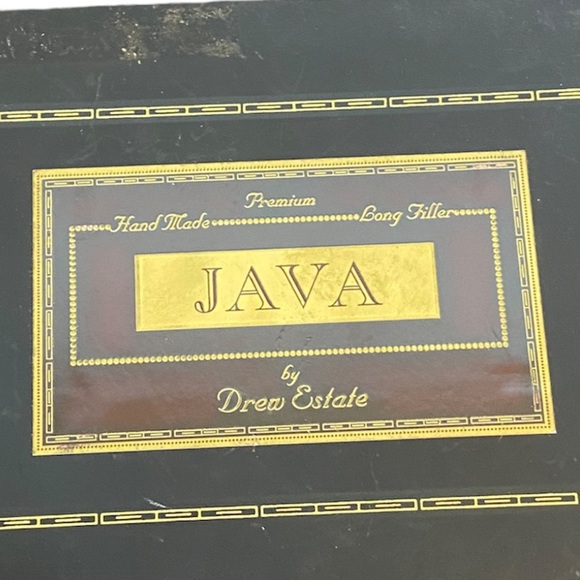 Premium
Hand Made Long Filler
JAVA
by
Drew Estate